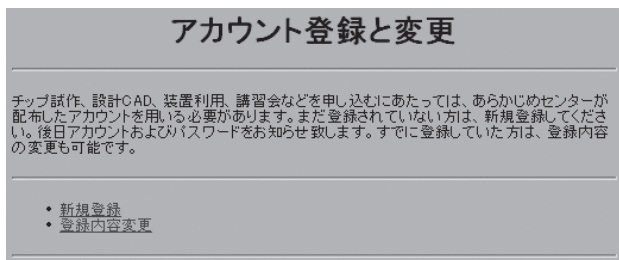 アカウント登録と変更
チップ試作、設計CAD、装置利用、講習会などを申し込むにあたっては、あらかじめセンターが
配布したアカウントを用いる必要があります。まだ登録されていない方は、新規登録してくださ
い。後日アカウントおよびパスワードをお知らせ致します。すでに登録していた方は、登録内容
の変更も可能です。
• 新規登録
• 登録内容変更